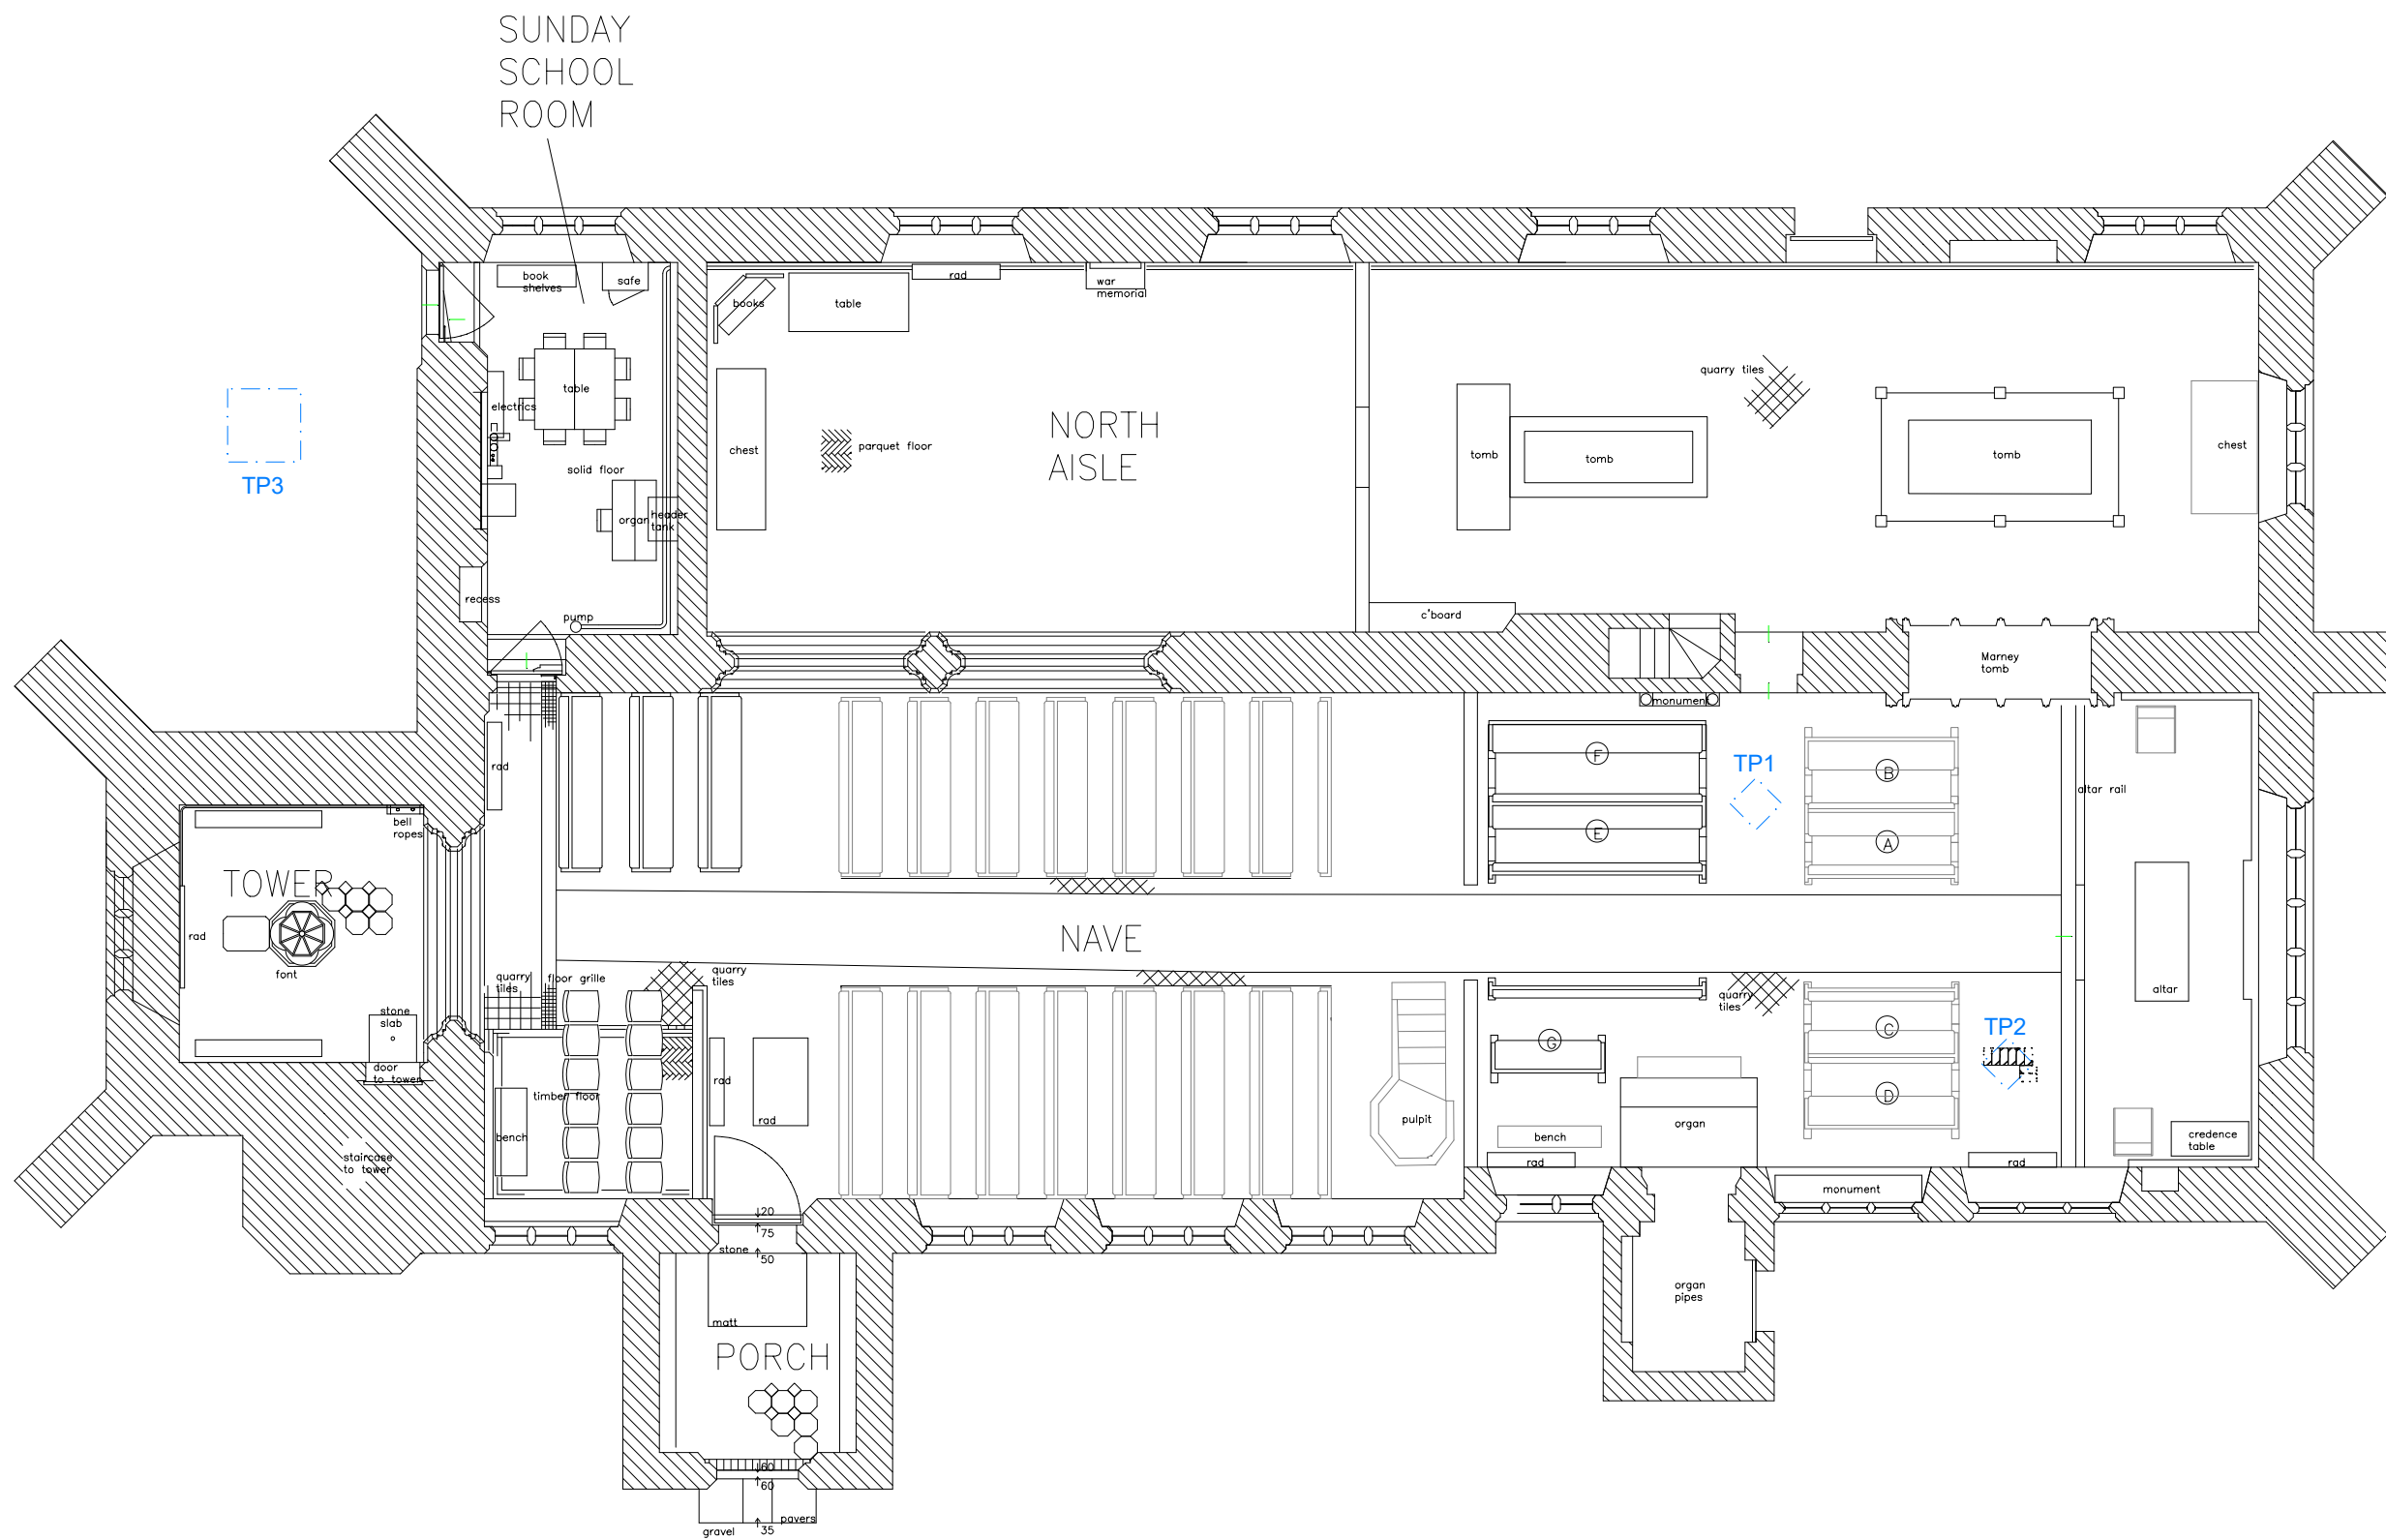 SUNDAY
SCHOOL
ROOM
book
shelves
safe
table
electrics
solid floor
organ
header
tank
recess
pump
books
table
rad
war
memorial
chest
parquet floor
NORTH
AISLE
quarry tiles
tomb
tomb
tomb
chest
c'board
Marney
tomb
monument
TP3
rad
F
E
TP1
B
A
altar rail
bell
ropes
TOWER
rad
font
stone
slab
door
to tower
staircase
to tower
NAVE
quarry
tiles
floor grille
quarry
tiles
timber floor
bench
rad
rad
pulpit
G
bench
rad
organ
quarry
tiles
C
D
TP2
altar
credence
table
rad
monument
organ
pipes
20
75
50
stone
matt
PORCH
60
60
35
gravel
pavers